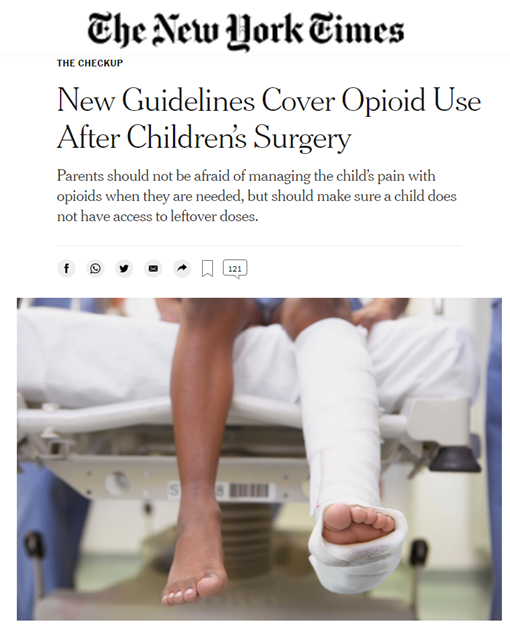 The New York Times
THE CHECKUP
New Guidelines Cover Opioid Use
After Children's Surgery
Parents should not be afraid of managing the child's pain with
opioids when they are needed, but should make sure a child does
not have access to leftover doses.
121